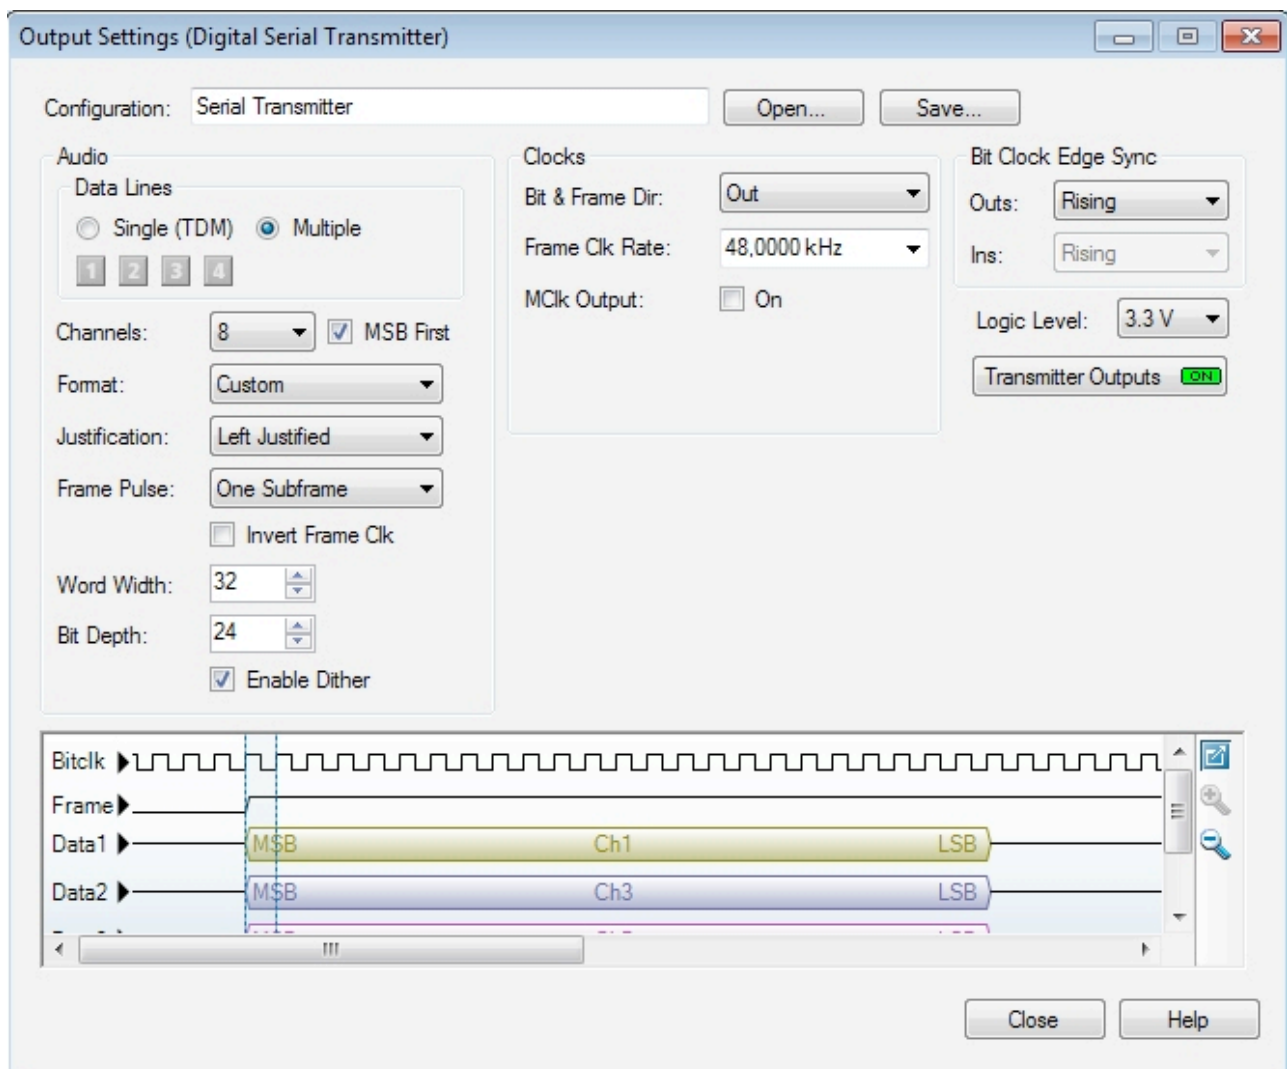 Output Settings (Digital Serial Transmitter)
Configuration: Serial Transmitter Open... Save...
Audio
Data Lines
Single (TDM) Multiple
1 2 3 4
Channels: 8 MSB First
Format: Custom
Justification: Left Justified
Frame Pulse: One Subframe
Invert Frame Clk
Word Width: 32
Bit Depth: 24
Enable Dither
Clocks
Bit & Frame Dir: Out
Frame Clk Rate: 48,0000 kHz
MClk Output: On
Bit Clock Edge Sync
Outs: Rising
Ins: Rising
Logic Level: 3.3 V
Transmitter Outputs ON
Bitclk
Frame
Data1 MSB Ch1 LSB
Data2 MSB Ch3 LSB
Close Help